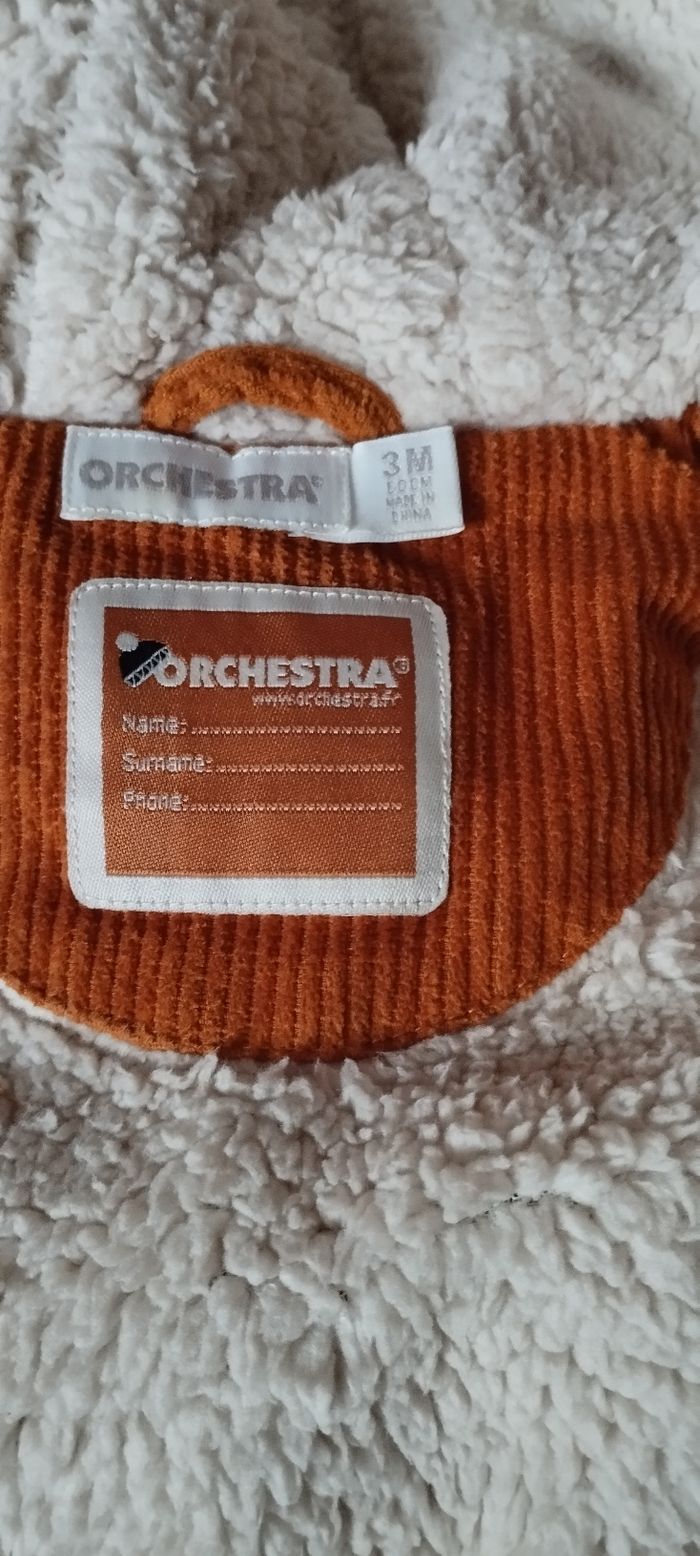 ORCHESTRA®
3M
60CM
MADE IN
CHINA
ORCHESTRA®
www.orchestra.fr
Name:
Surname:
Phone: